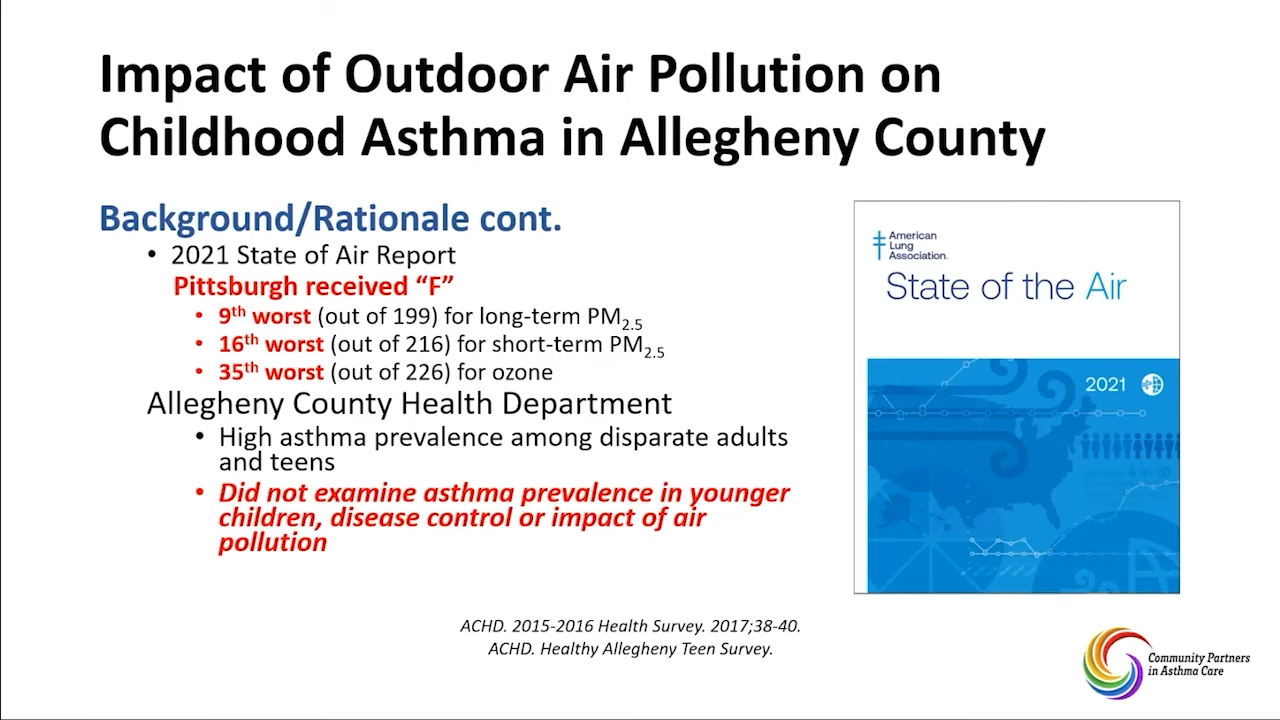 Impact of Outdoor Air Pollution on
Childhood Asthma in Allegheny County
Background/Rationale cont.
• 2021 State of Air Report
Pittsburgh received “F”
• 9th worst (out of 199) for long-term PM2.5
• 16th worst (out of 216) for short-term PM2.5
• 35th worst (out of 226) for ozone
Allegheny County Health Department
• High asthma prevalence among disparate adults
and teens
• Did not examine asthma prevalence in younger
children, disease control or impact of air
pollution
American
Lung
Association.
State of the Air
2021
ACHD. 2015-2016 Health Survey. 2017;38-40.
ACHD. Healthy Allegheny Teen Survey.
Community Partners
in Asthma Care